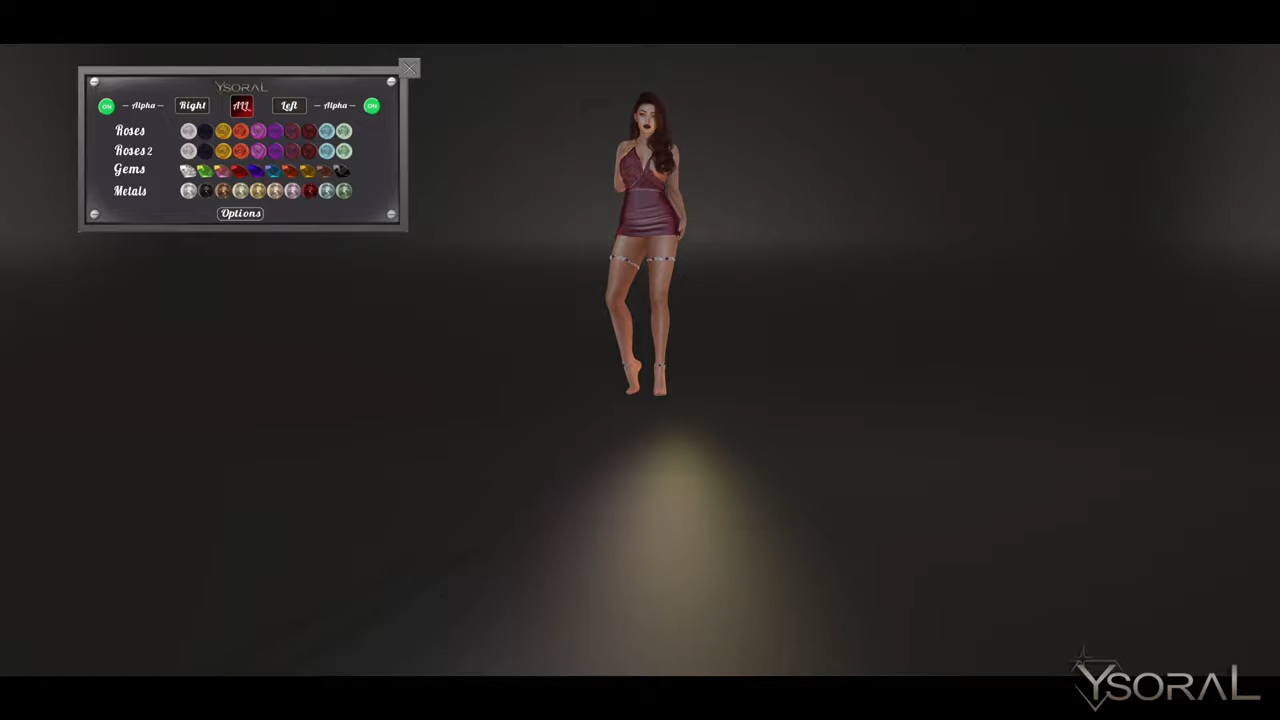 YSORAL
ON — Alpha — Right ALL Left — Alpha — ON
Roses
Roses 2
Gems
Metals
Options
YSORAL